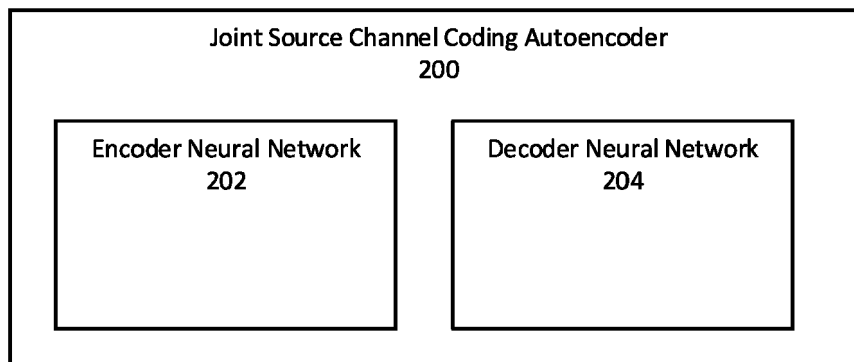 Joint Source Channel Coding Autoencoder
200
Encoder Neural Network
202
Decoder Neural Network
204